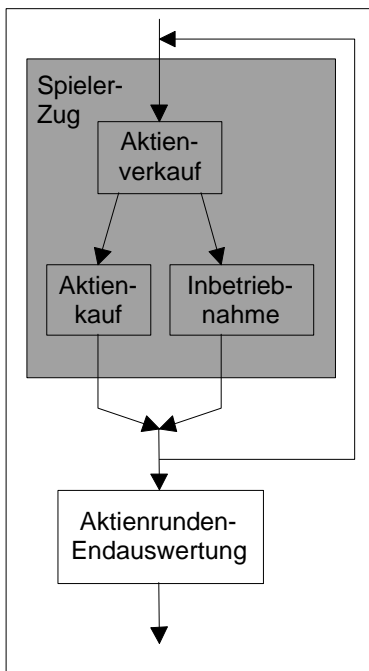 Spieler-
Zug
Aktien-
verkauf
Aktien-
kauf
Inbetrieb-
nahme
Aktienrunden-
Endauswertung